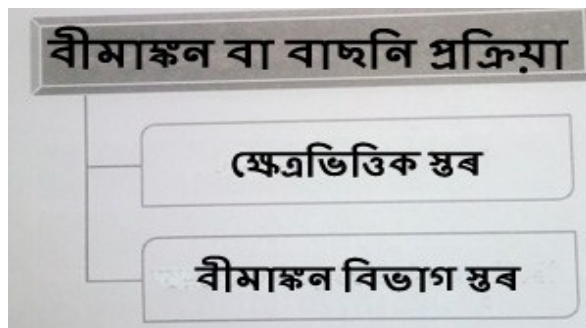 বীমাঙ্কন বা বাছনি প্ৰক্ৰিয়া
ক্ষেত্ৰভিত্তিক স্তৰ
বীমাঙ্কন বিভাগ স্তৰ